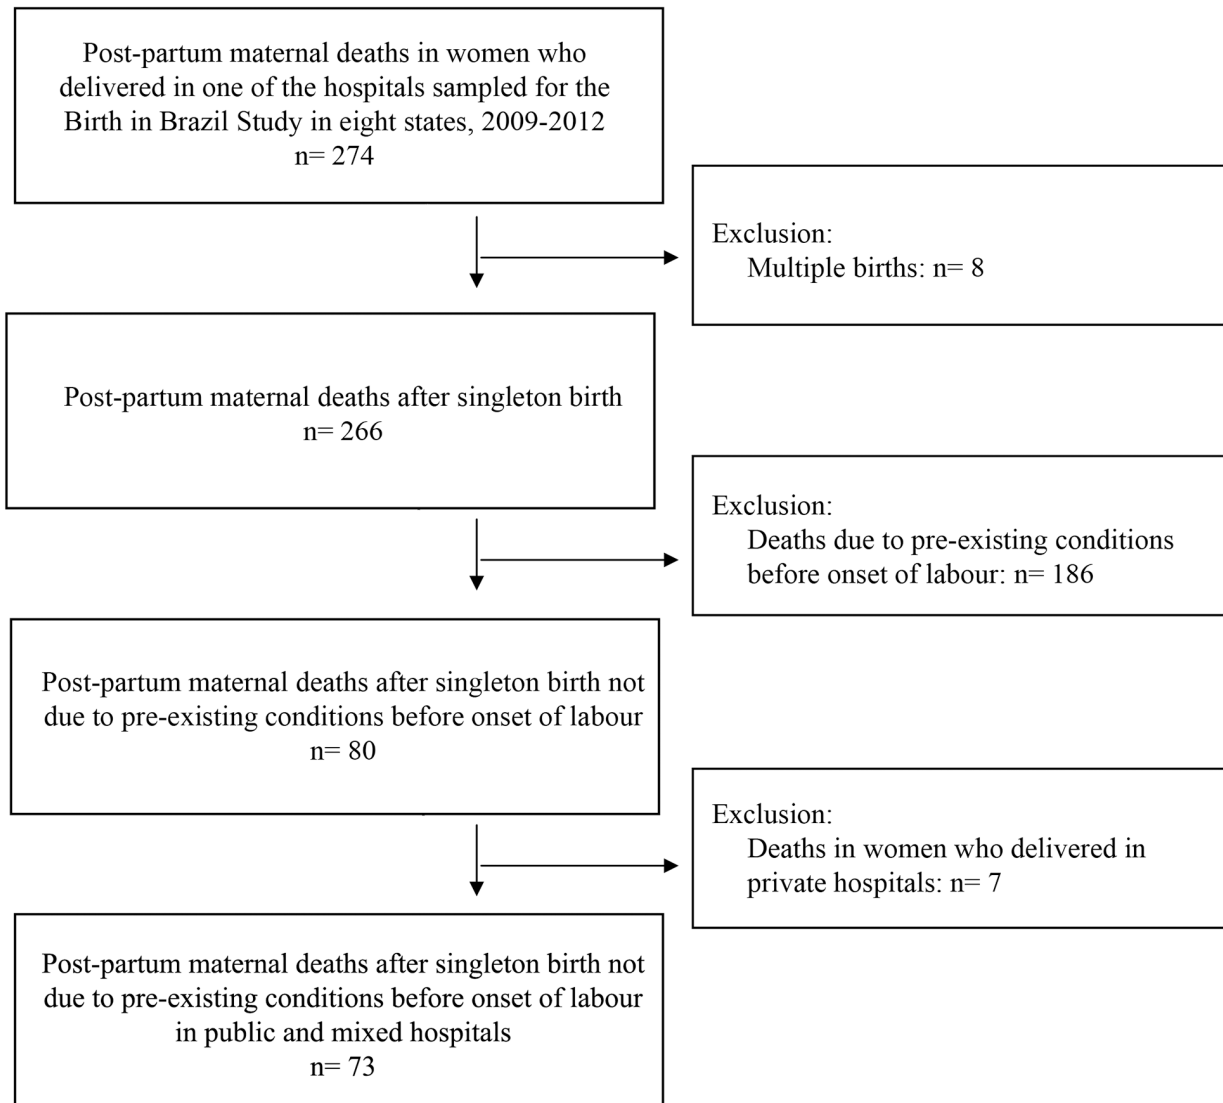 Post-partum maternal deaths in women who
delivered in one of the hospitals sampled for the
Birth in Brazil Study in eight states, 2009-2012
n= 274
Exclusion:
Multiple births: n= 8
Post-partum maternal deaths after singleton birth
n= 266
Exclusion:
Deaths due to pre-existing conditions
before onset of labour: n= 186
Post-partum maternal deaths after singleton birth not
due to pre-existing conditions before onset of labour
n= 80
Exclusion:
Deaths in women who delivered in
private hospitals: n= 7
Post-partum maternal deaths after singleton birth not
due to pre-existing conditions before onset of labour
in public and mixed hospitals
n= 73